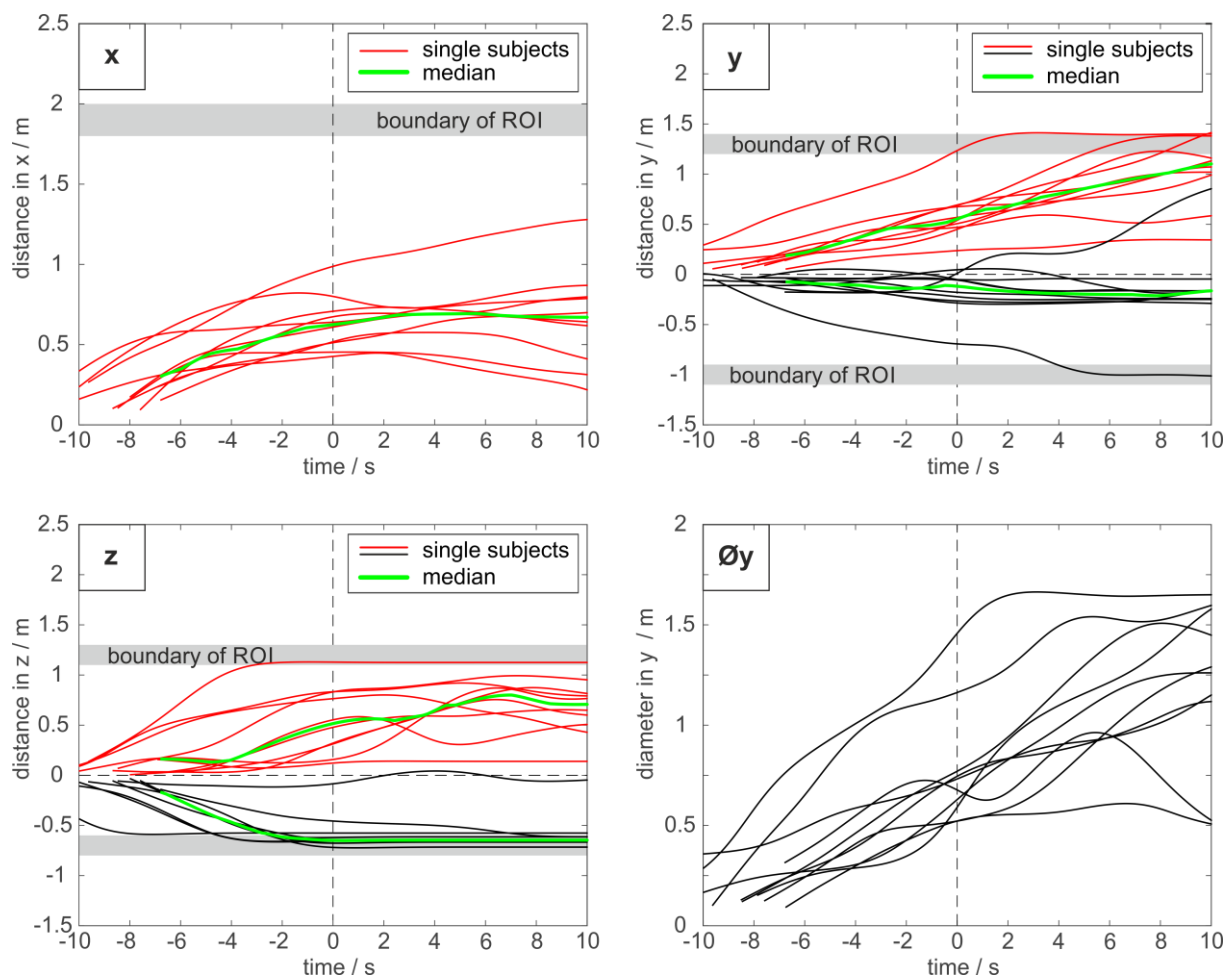 x
single subjects
median
boundary of ROI
distance in x / m
2.5
2
1.5
1
0.5
0
-10 -8 -6 -4 -2 0 2 4 6 8 10
time / s
y
single subjects
median
boundary of ROI
boundary of ROI
distance in y / m
2.5
2
1.5
1
0.5
0
-0.5
-1
-1.5
-10 -8 -6 -4 -2 0 2 4 6 8 10
time / s
z
single subjects
median
boundary of ROI
distance in z / m
2.5
2
1.5
1
0.5
0
-0.5
-1
-1.5
-10 -8 -6 -4 -2 0 2 4 6 8 10
time / s
Øy
diameter in y / m
2
1.5
1
0.5
0
-10 -8 -6 -4 -2 0 2 4 6 8 10
time / s